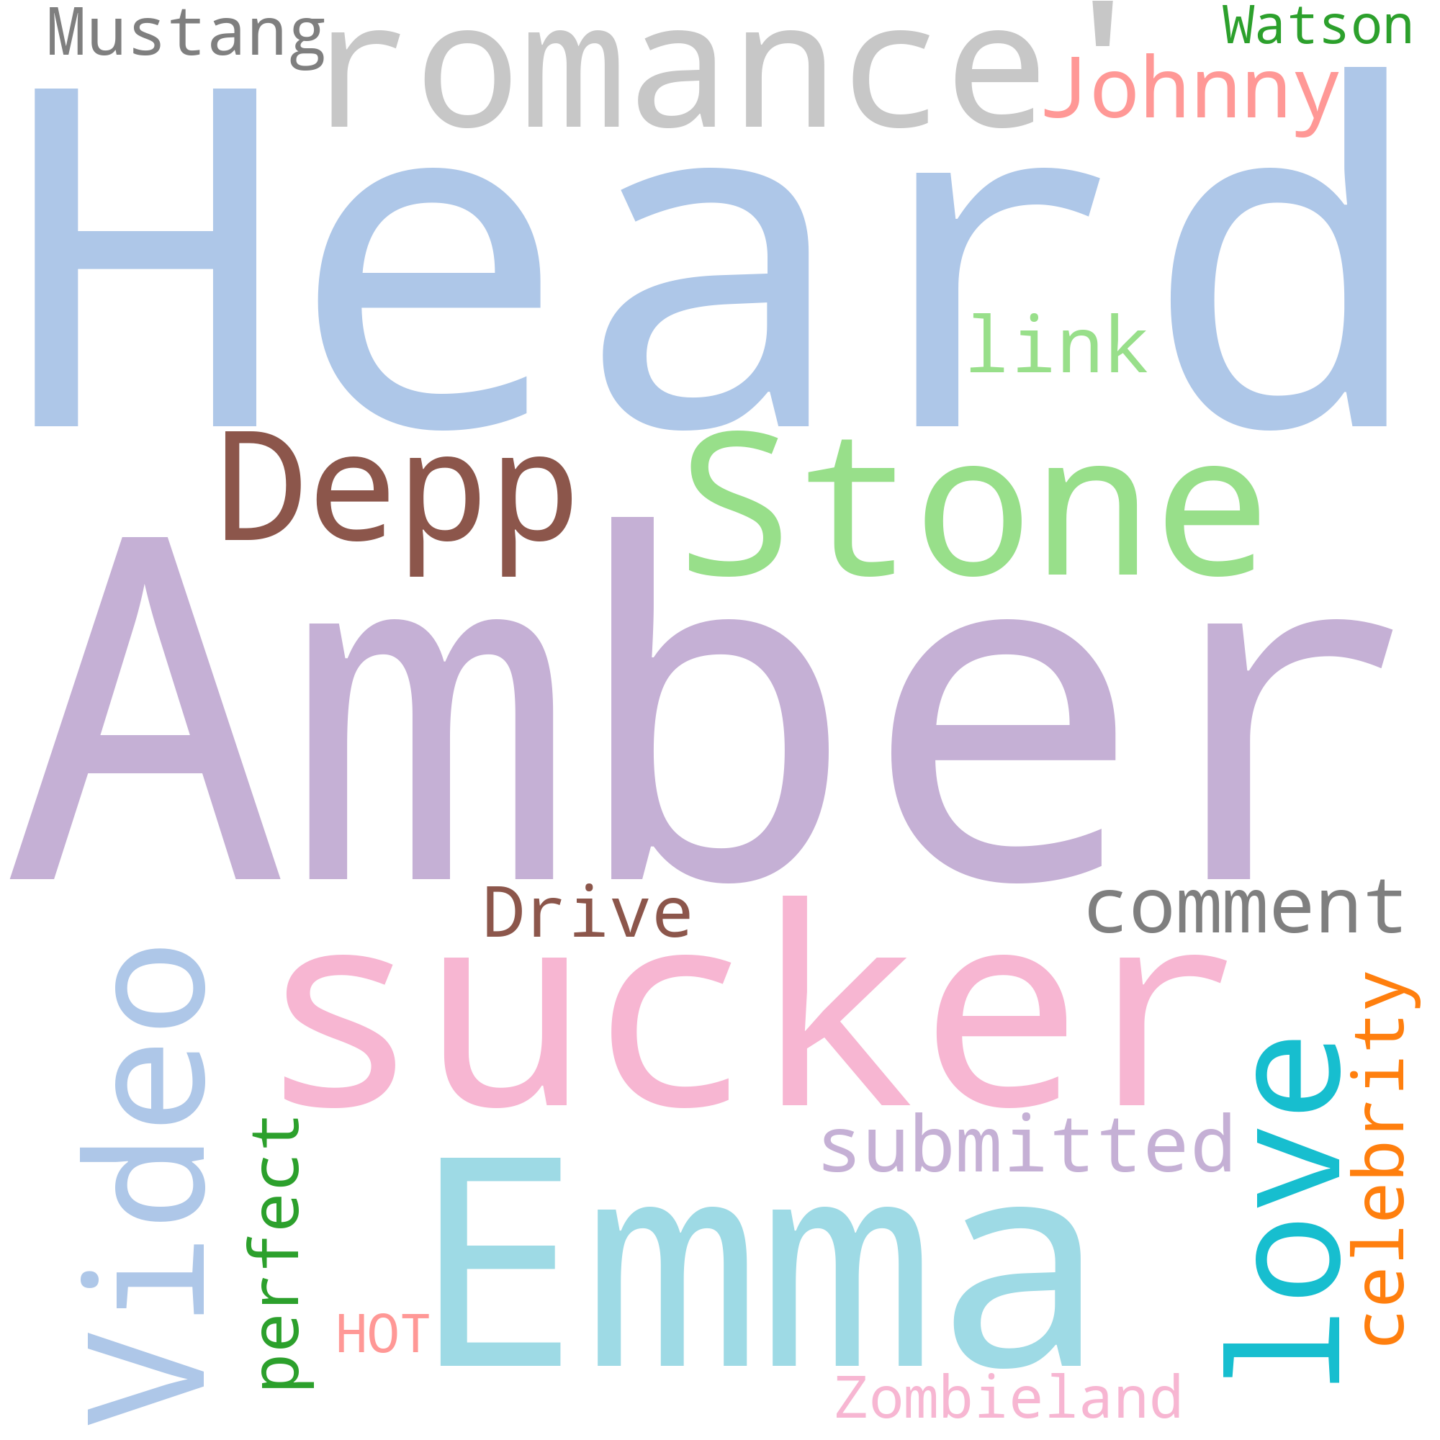 Mustang
romance'
Watson
Johnny
Heard
link
Depp
Stone
Amber
Drive
comment
sucker
video
love
celebrity
submitted
perfect
Emma
HOT
Zombieland